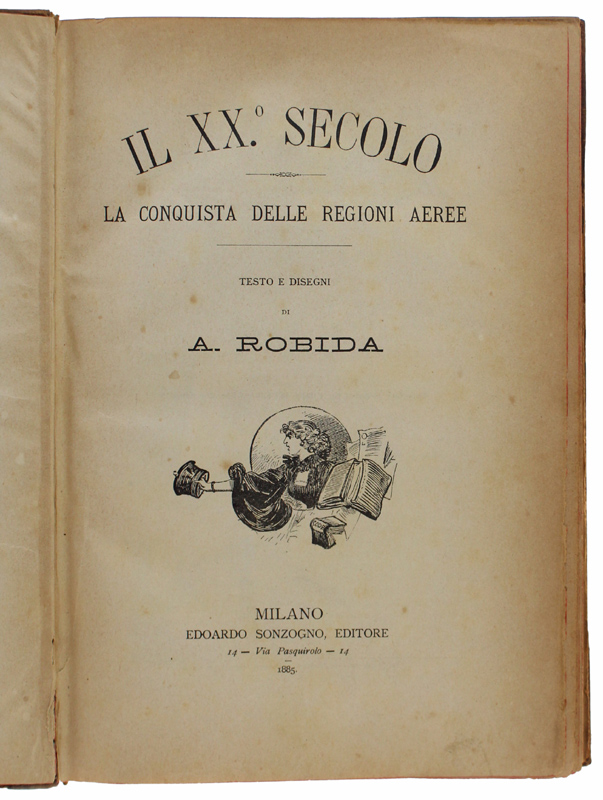 IL XX.º SECOLO
LA CONQUISTA DELLE REGIONI AEREE
TESTO E DISEGNI
DI
A. ROBIDA
MILANO
EDOARDO SONZOGNO, EDITORE
14 — Via Pasquirolo — 14
1885.